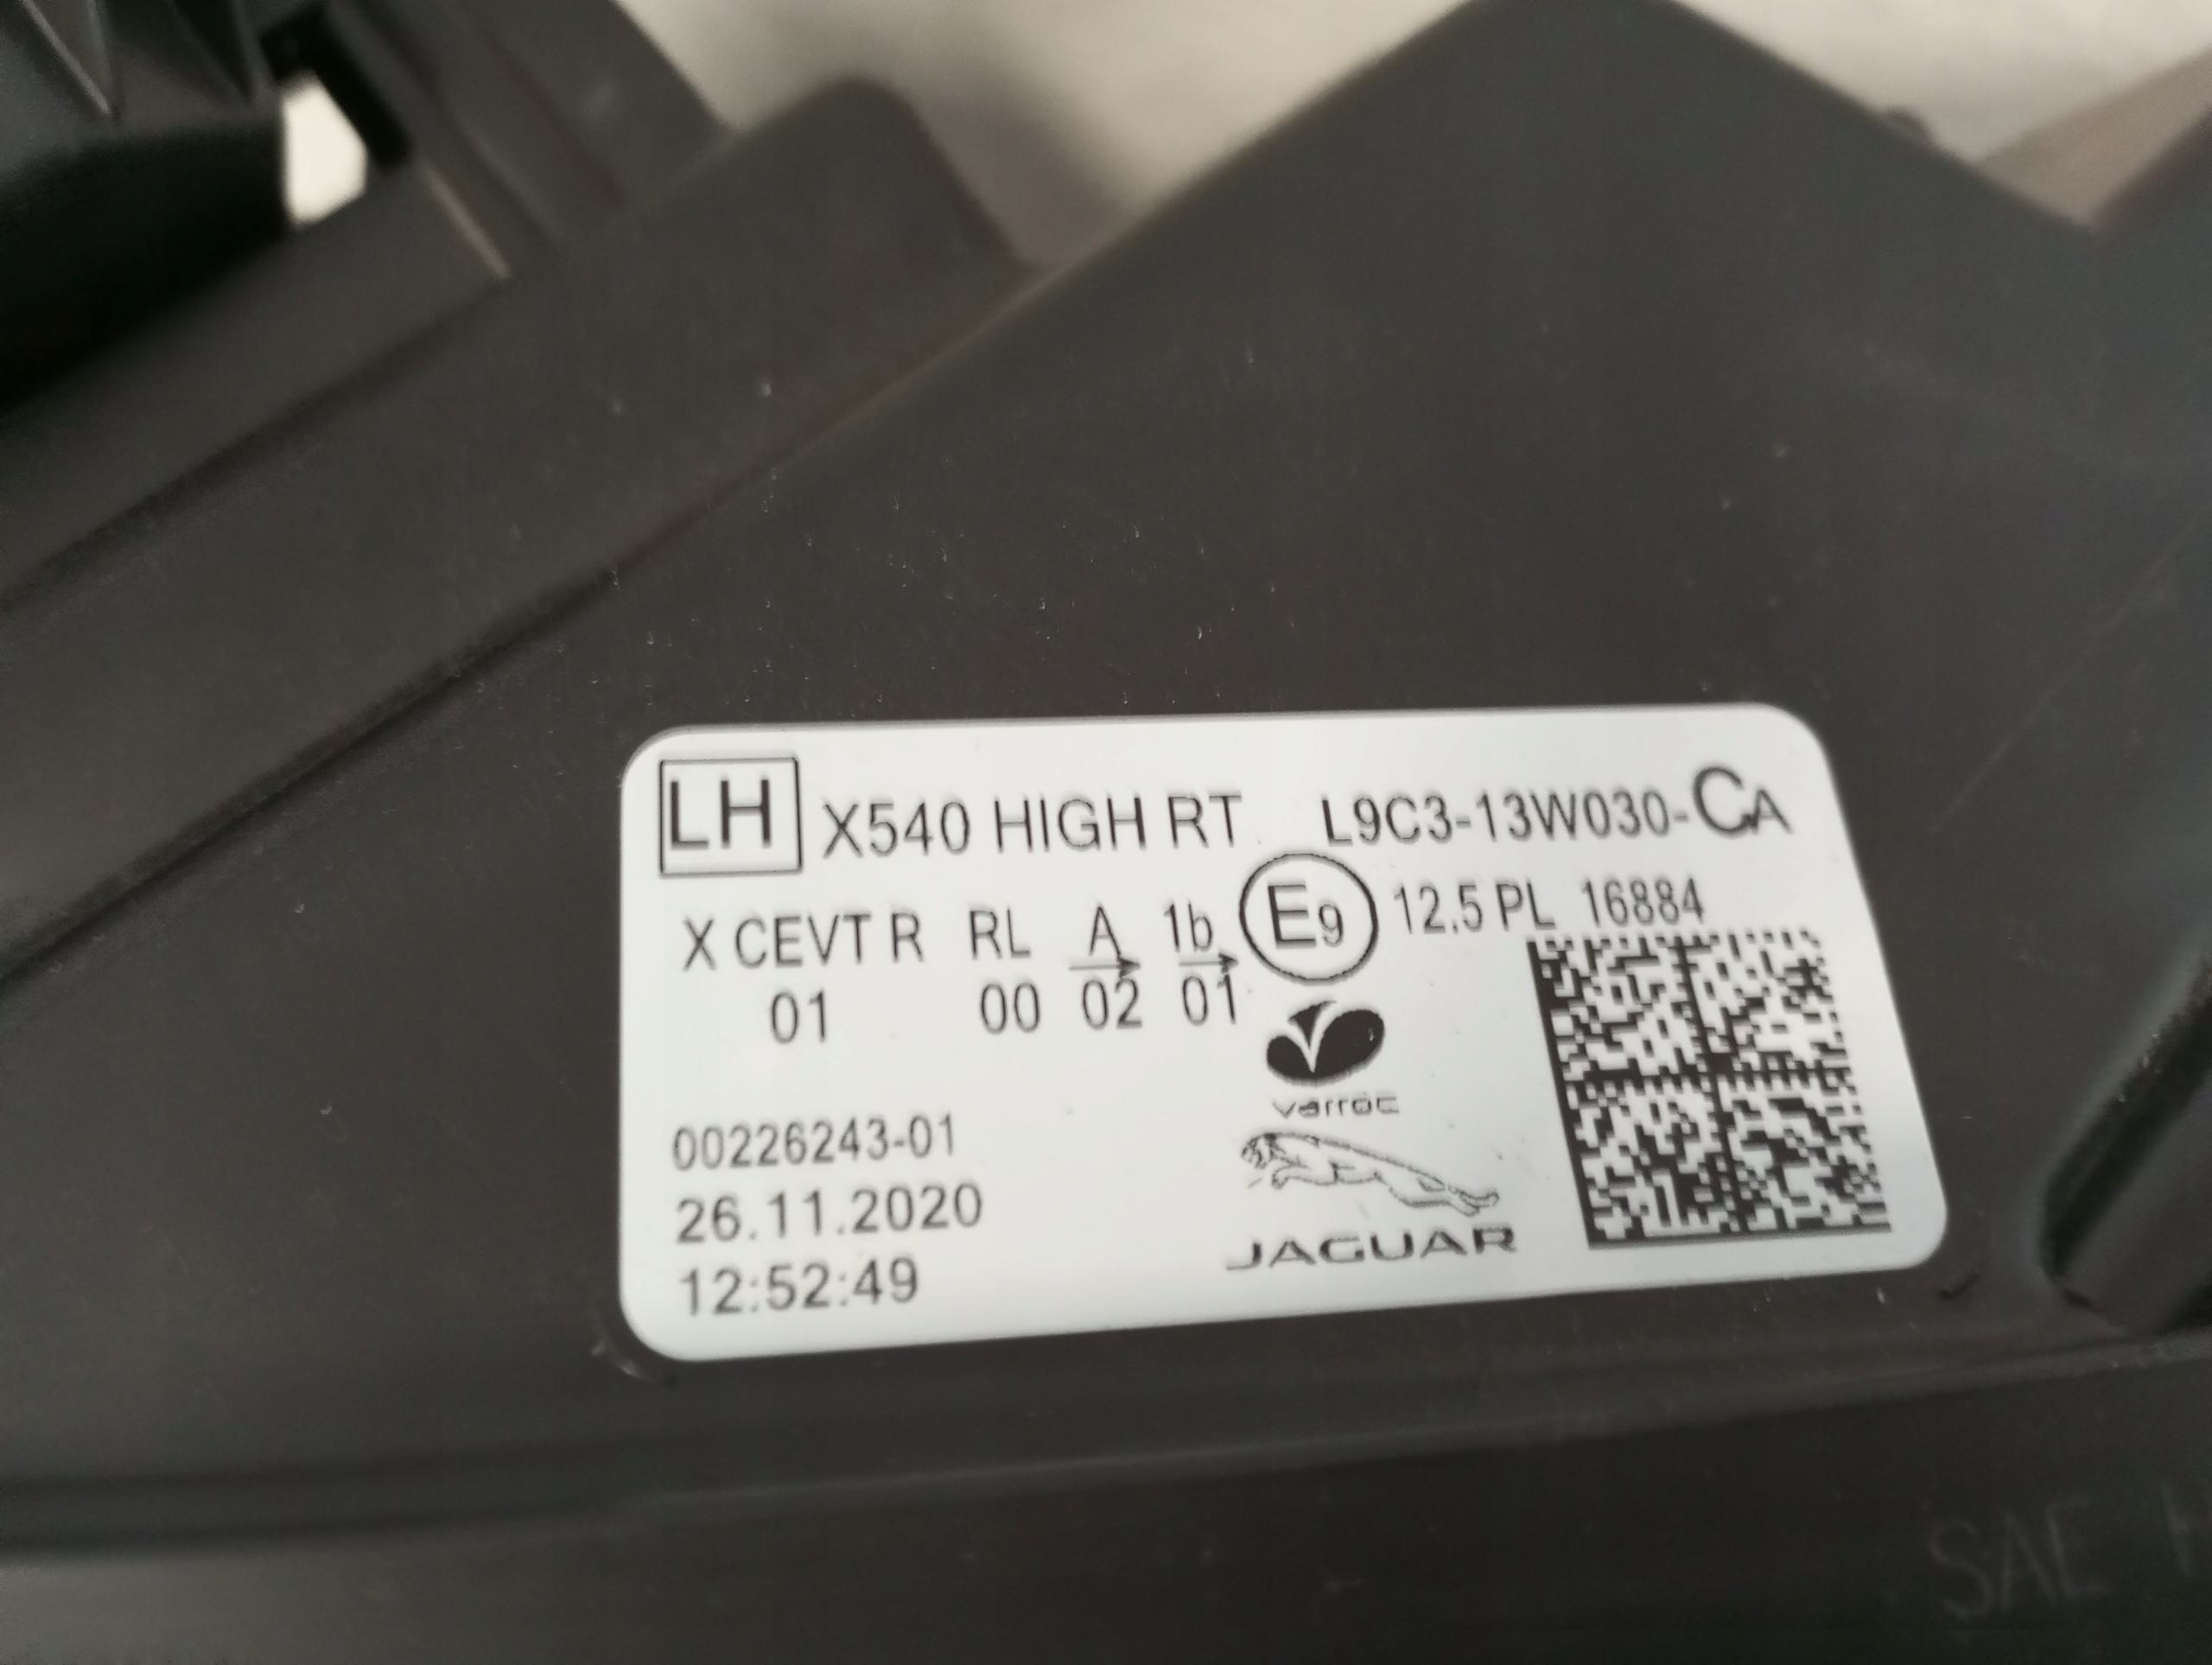 LH X540 HIGH RT L9C3-13W030-CA
X CEVT R RL A 1b E9 12.5 PL 16884
01 00 02 01
varroc
00226243-01
26.11.2020
JAGUAR
12:52:49
SAE